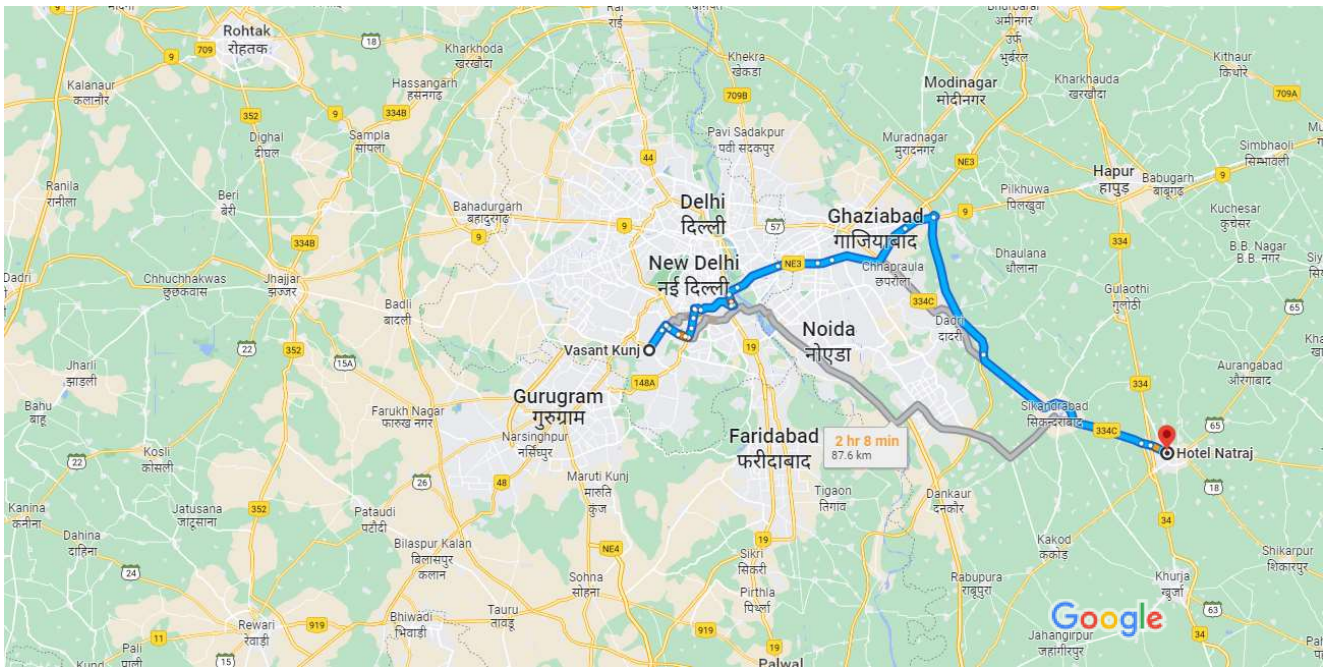 Rohtak
रोहतक
709
18
9
Kharkhoda
खरखौदा
Rai
राई
Khekra
खेकड़ा
Kithaur
किठौर
Kalanaur
कलानौर
Hassangarh
हसनगढ़
334B
9
Modinagar
मोदीनगर
Kharkhauda
खरखौदा
709A
352
Dighal
दीघल
Sampla
सांपला
709B
Pavi Sadakpur
पवी सदकपुर
Muradnagar
मुरादनगर
44
NE3
Simbhaoli
सिम्भावली
Hapur
हापुड़
Babugarh
बाबूगढ़
9
Ranila
रानीला
Beri
बेरी
Bahadurgarh
बहादुरगढ़
9
9
Delhi
दिल्ली
57
Ghaziabad
गाजियाबाद
9
Pilkhuwa
पिलखुवा
Kuchesar
कुचेसर
334B
334
Dhaulana
धौलाना
B.B. Nagar
B.B. नगर
Dadri
दादरी
Chhuchhakwas
छुछकवास
Jhajjar
झज्जर
New Delhi
नई दिल्ली
NE3
Chhapraula
छपरौला
Gulaothi
गुलोठी
65
Badli
बादली
334C
Dadri
दादरी
Noida
नोएडा
Vasant Kunj
19
22
352
15A
Jharli
झाड़ली
Aurangabad
औरंगाबाद
148A
334
Bahu
बाहू
Gurugram
गुरुग्राम
Farukh Nagar
फारुख नगर
Sikandrabad
सिकन्दराबाद
334C
65
Narsinghpur
नरसिंहपुर
Faridabad
फरीदाबाद
2 hr 8 min
87.6 km
Hotel Natraj
Kosli
कोसली
22
26
48
Maruti Kunj
मारुति
कुंज
Tigaon
तिगांव
Dankaur
दनकौर
18
Kanina
कनीना
Jatusana
जाटूसाना
352
Pataudi
पटौदी
34
Dahina
दाहिना
24
Bilaspur Kalan
बिलासपुर
कलान
NE4
Sohna
सोहना
19
Sikri
सिकरी
Kakod
ककोड़
Shikarpur
शिकारपुर
Rabupura
राबूपुरा
Khurja
खुर्जा
63
Pirthla
Tauru
तावडू
Bhiwadi
भिवाड़ी
Rewari
रेवाड़ी
919
919
11
Pali
पाली
15
19
Palwal
Jahangirpur
जहांगीरपुर
34
Google